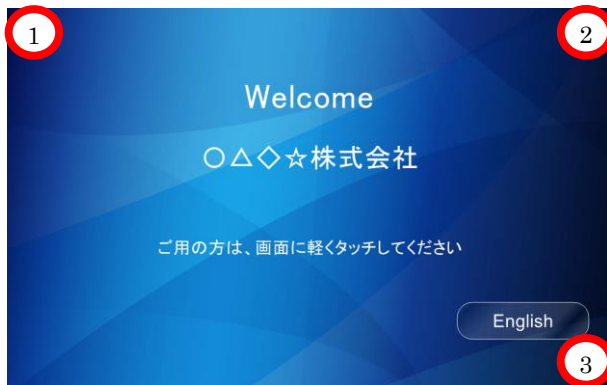 1
2
Welcome
○△◇☆株式会社
ご用の方は、画面に軽くタッチしてください
English
3